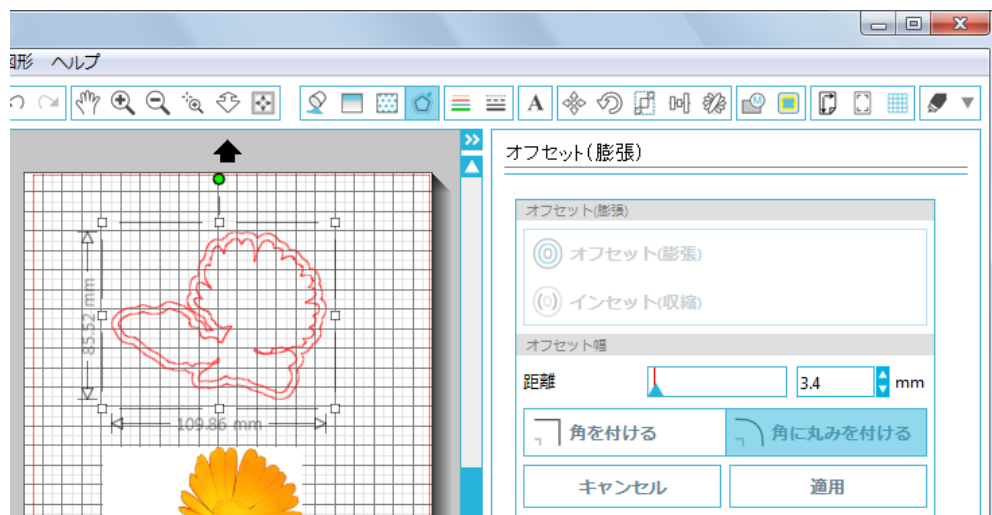 図形 ヘルプ
A
M
オフセット(膨張)
オフセット(膨張)
オフセット(膨張)
インセット(収縮)
オフセット幅
距離 3.4 mm
角を付ける 角に丸みを付ける
キャンセル 適用
85.52 mm
109.86 mm